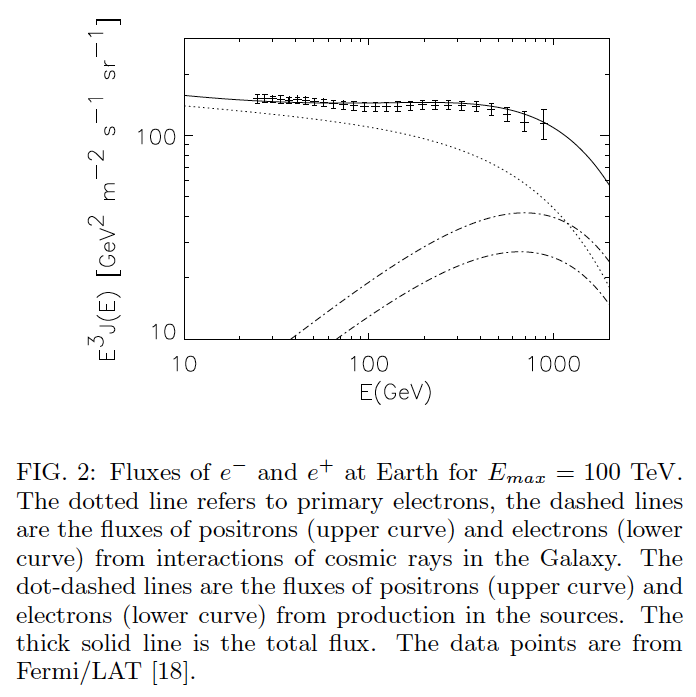 E³J(E) [GeV² m⁻² s⁻¹ sr⁻¹]
100
10
10 100 1000
E(GeV)
FIG. 2: Fluxes of e⁻ and e⁺ at Earth for Eₘₐₓ = 100 TeV.
The dotted line refers to primary electrons, the dashed lines
are the fluxes of positrons (upper curve) and electrons (lower
curve) from interactions of cosmic rays in the Galaxy. The
dot-dashed lines are the fluxes of positrons (upper curve) and
electrons (lower curve) from production in the sources. The
thick solid line is the total flux. The data points are from
Fermi/LAT [18].